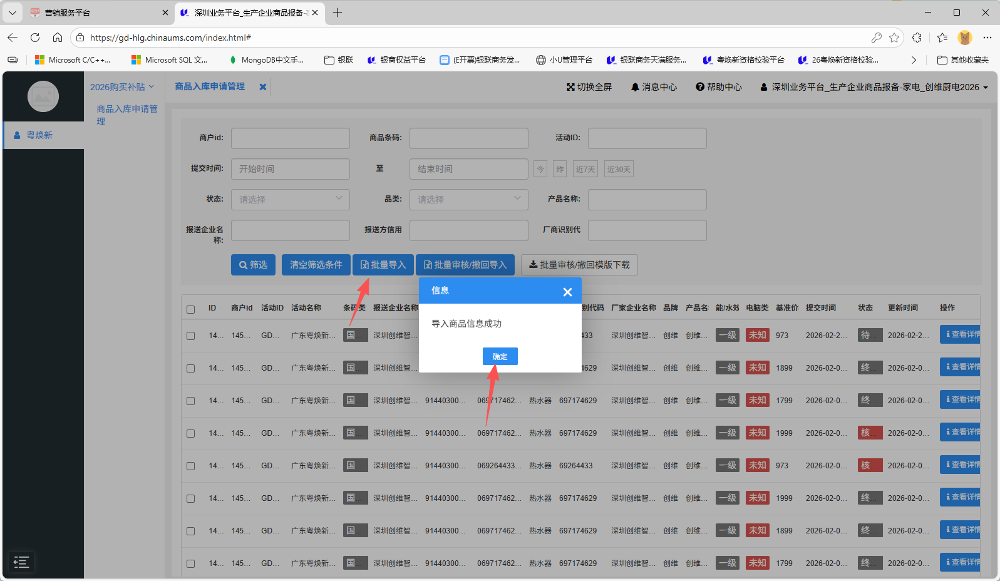 营销服务平台
深圳业务平台_生产企业商品报备-
https://gd-hlg.chinaums.com/index.html#
Microsoft C/C++...
Microsoft SQL 文...
MongoDB中文手...
银联
银商权益平台
(E开票)银联商务发...
小U管理平台
银联商务天满服务...
粤焕新资格校验平台
26粤焕新资格校验...
其他收藏夹
粤焕新
2026购买补贴
商品入库申请管理
商品入库申请管
理
切换全屏
消息中心
帮助中心
深圳业务平台_生产企业商品报备-家电_创维厨电2026
商户id:
商品条码:
活动ID:
提交时间: 开始时间
至 结束时间
今 昨 近7天 近30天
状态: 请选择
品类: 请选择
产品名称:
报送企业名
称:
报送方信用
厂商识别代
筛选 清空筛选条件 批量导入 批量审核/撤回导入 批量审核/撤回模版下载
信息
导入商品信息成功
确定
ID 商户id 活动ID 活动名称 条码类 报送企业名称 别代码 厂家企业名称 品牌 产品名 能/水效 电脑类 基准价 提交时间 状态 更新时间 操作
14... 145... GD... 广东粤焕新... 国... 深圳创维智... 433 深圳创维智... 创维 创维... 一级 未知 973 2026-02-2... 待... 2026-02-2... 查看详情
14... 145... GD... 广东粤焕新... 国... 深圳创维智... 4629 深圳创维智... 创维 创维... 一级 未知 1899 2026-02-0... 终... 2026-02-0... 查看详情
14... 145... GD... 广东粤焕新... 国... 深圳创维智... 91440300... 069717462... 热水器 697174629 深圳创维智... 创维 创维... 一级 未知 1799 2026-02-0... 终... 2026-02-0... 查看详情
14... 145... GD... 广东粤焕新... 国... 深圳创维智... 91440300... 069717462... 热水器 697174629 深圳创维智... 创维 创维... 一级 未知 1999 2026-02-0... 核... 2026-02-0... 查看详情
14... 145... GD... 广东粤焕新... 国... 深圳创维智... 91440300... 069264433... 热水器 69264433 深圳创维智... 创维 创维... 一级 未知 973 2026-02-0... 核... 2026-02-0... 查看详情
14... 145... GD... 广东粤焕新... 国... 深圳创维智... 91440300... 069717462... 热水器 697174629 深圳创维智... 创维 创维... 一级 未知 1999 2026-02-0... 终... 2026-02-0... 查看详情
14... 145... GD... 广东粤焕新... 国... 深圳创维智... 91440300... 069717462... 热水器 697174629 深圳创维智... 创维 创维... 一级 未知 1899 2026-02-0... 终... 2026-02-0... 查看详情
14... 145... GD... 广东粤焕新... 国... 深圳创维智... 91440300... 069717462... 热水器 697174629 深圳创维智... 创维 创维... 一级 未知 1799 2026-02-0... 终... 2026-02-0... 查看详情